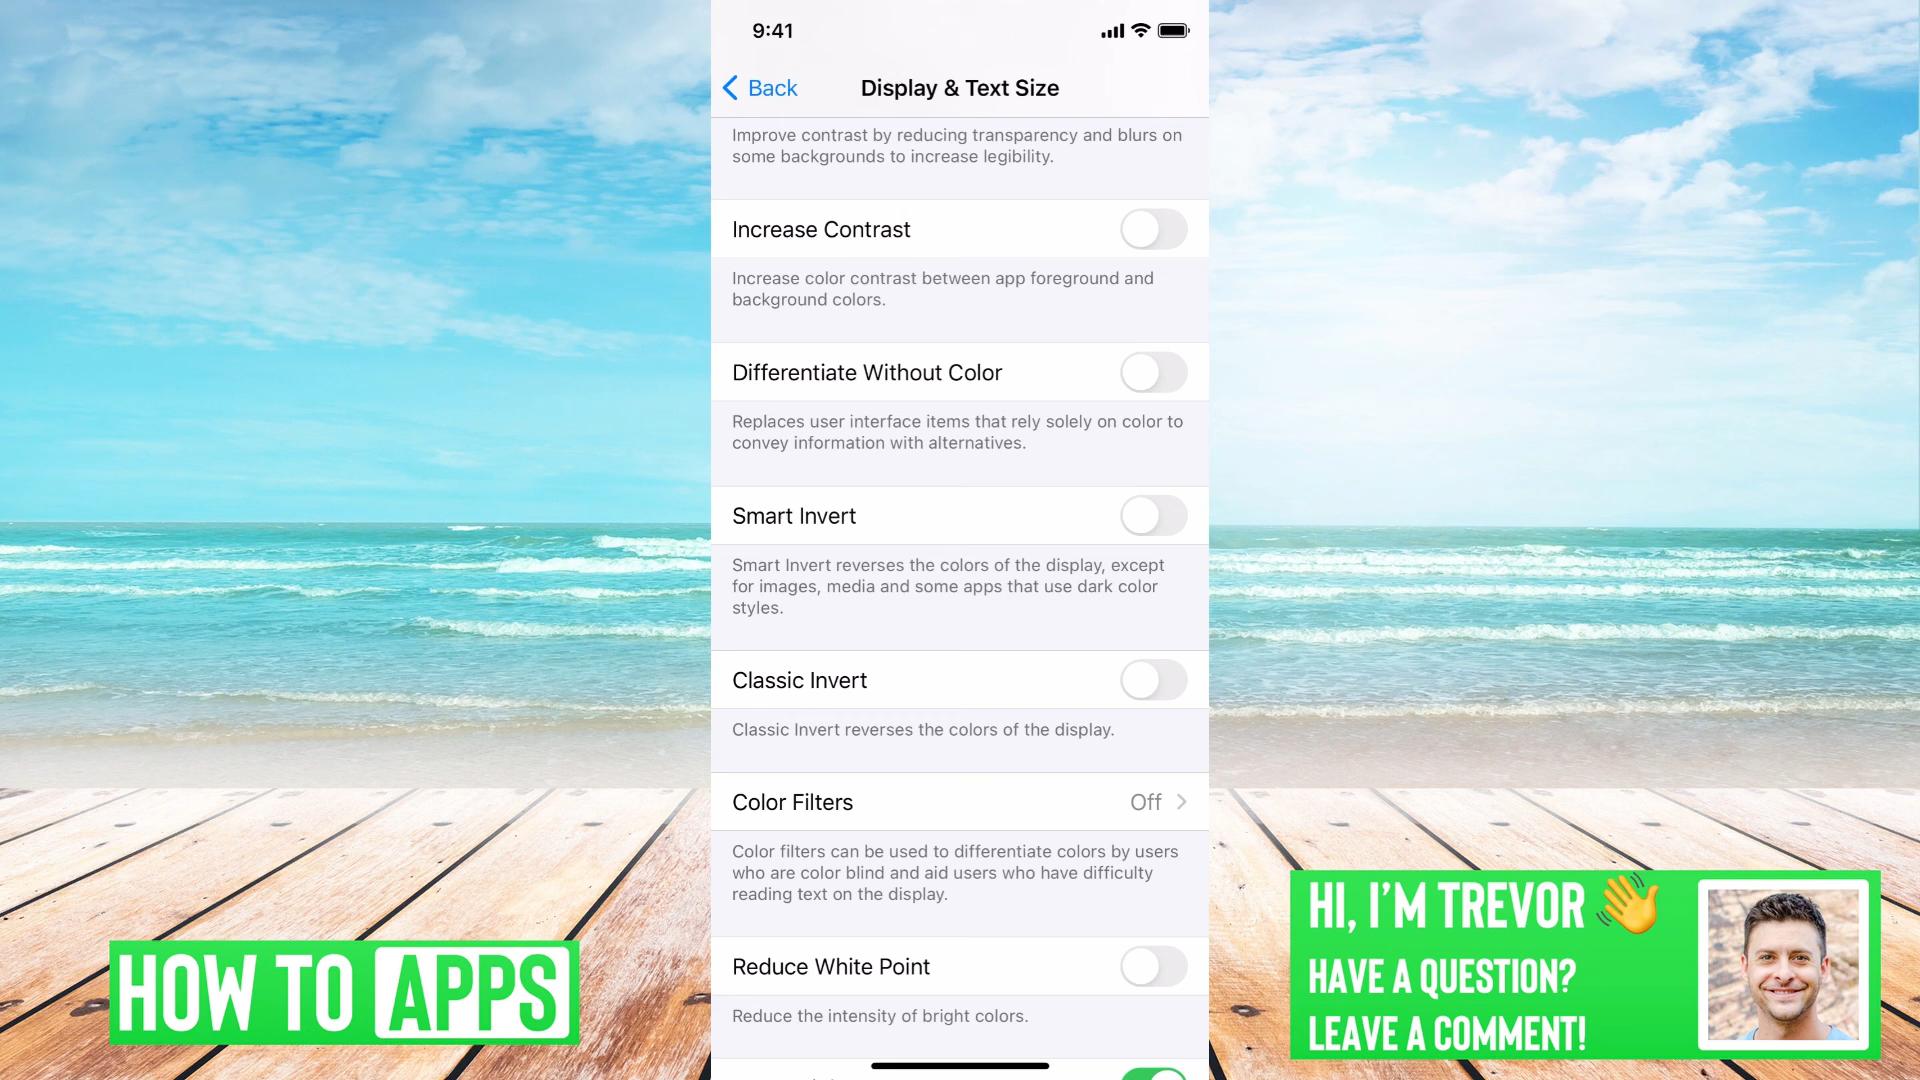 9:41
Back
Display & Text Size
Improve contrast by reducing transparency and blurs on
some backgrounds to increase legibility.
Increase Contrast
Increase color contrast between app foreground and
background colors.
Differentiate Without Color
Replaces user interface items that rely solely on color to
convey information with alternatives.
Smart Invert
Smart Invert reverses the colors of the display, except
for images, media and some apps that use dark color
styles.
Classic Invert
Classic Invert reverses the colors of the display.
Color Filters
Off
Color filters can be used to differentiate colors by users
who are color blind and aid users who have difficulty
reading text on the display.
Reduce White Point
Reduce the intensity of bright colors.
HOW TO APPS
HI, I'M TREVOR
HAVE A QUESTION?
LEAVE A COMMENT!